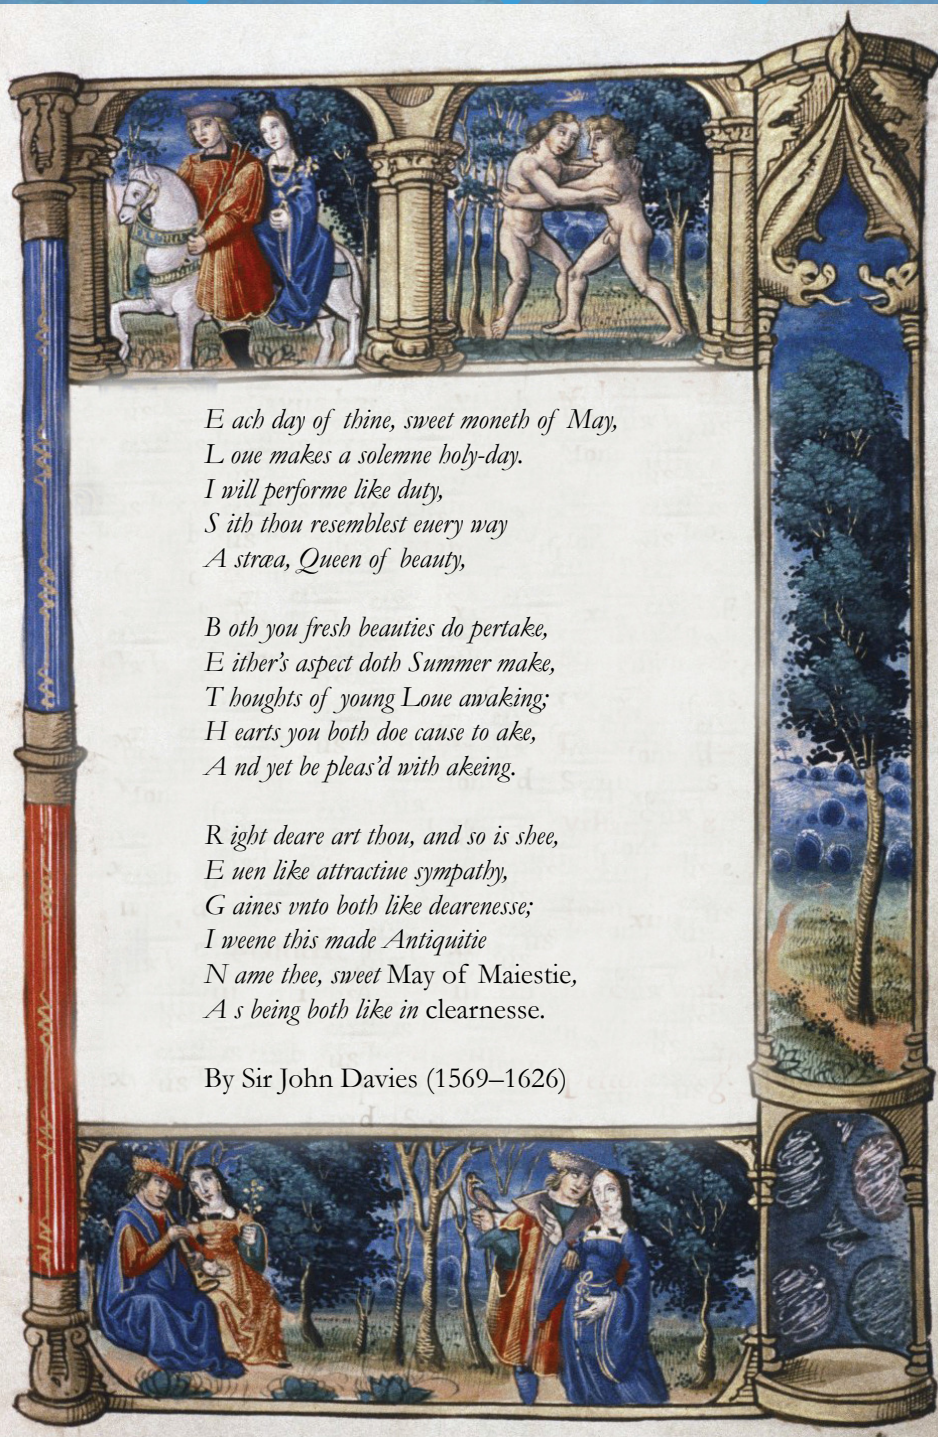 E ach day of thine, sweet moneth of May,
L oue makes a solemne holy-day.
I will performe like duty,
S ith thou resemblest euery way
A stræa, Queen of beauty,
B oth you fresh beauties do pertake,
E ither's aspect doth Summer make,
T houghts of young Loue awaking;
H earts you both doe cause to ake,
A nd yet be pleas'd with akeing.
R ight deare art thou, and so is shee,
E uen like attractiue sympathy,
G aines vnto both like dearenesse;
I weene this made Antiquitie
N ame thee, sweet May of Maiestie,
A s being both like in clearnesse.
By Sir John Davies (1569–1626)